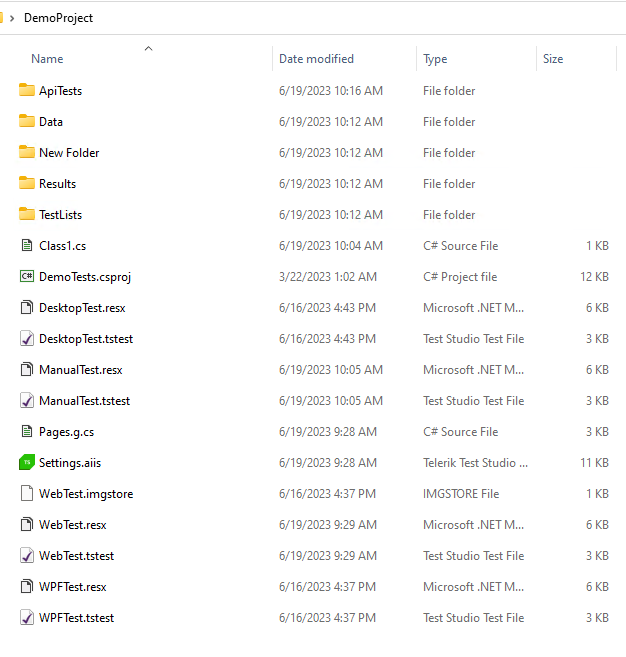 DemoProject
Name Date modified Type Size
ApiTests 6/19/2023 10:16 AM File folder
Data 6/19/2023 10:12 AM File folder
New Folder 6/19/2023 10:12 AM File folder
Results 6/19/2023 10:12 AM File folder
TestLists 6/19/2023 10:12 AM File folder
Class1.cs 6/19/2023 10:04 AM C# Source File 1 KB
C# DemoTests.csproj 3/22/2023 1:02 AM C# Project file 12 KB
DesktopTest.resx 6/16/2023 4:43 PM Microsoft .NET M... 6 KB
DesktopTest.tstest 6/16/2023 4:43 PM Test Studio Test File 3 KB
ManualTest.resx 6/19/2023 10:05 AM Microsoft .NET M... 6 KB
ManualTest.tstest 6/19/2023 10:05 AM Test Studio Test File 3 KB
Pages.g.cs 6/19/2023 9:28 AM C# Source File 1 KB
TS Settings.aiis 6/19/2023 9:28 AM Telerik Test Studio ... 11 KB
WebTest.imgstore 6/16/2023 4:37 PM IMGSTORE File 1 KB
WebTest.resx 6/19/2023 9:29 AM Microsoft .NET M... 6 KB
WebTest.tstest 6/19/2023 9:29 AM Test Studio Test File 3 KB
WPFTest.resx 6/16/2023 4:37 PM Microsoft .NET M... 6 KB
WPFTest.tstest 6/16/2023 4:37 PM Test Studio Test File 3 KB